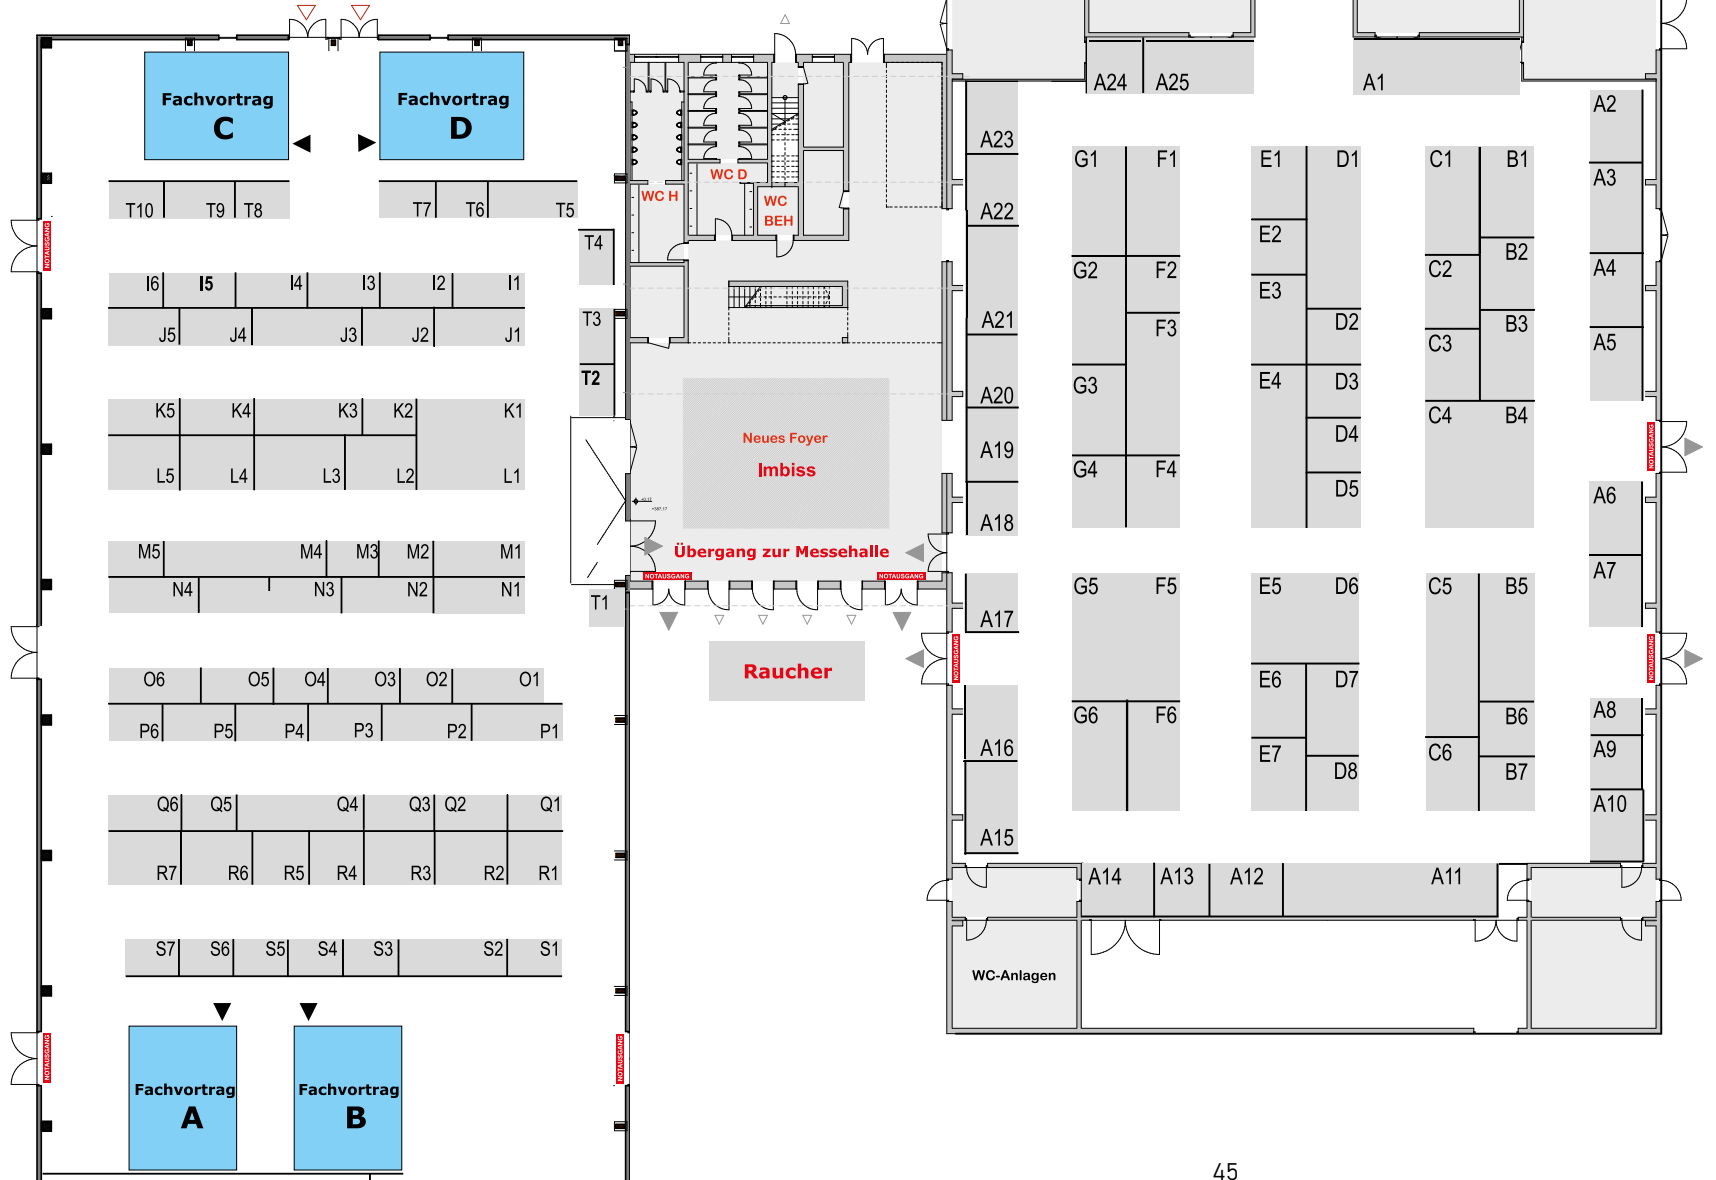 Fachvortrag
C
Fachvortrag
D
T10 T9 T8
T7 T6 T5
T4
I6 I5 I4 I3 I2 I1
J5 J4 J3 J2 J1
T3
T2
K5 K4 K3 K2 K1
L5 L4 L3 L2 L1
M5 M4 M3 M2 M1
N4 N3 N2 N1
T1
O6 O5 O4 O3 O2 O1
P6 P5 P4 P3 P2 P1
Q6 Q5 Q4 Q3 Q2 Q1
R7 R6 R5 R4 R3 R2 R1
S7 S6 S5 S4 S3 S2 S1
Fachvortrag
A
Fachvortrag
B
NOTAUSGANG
NOTAUSGANG
NOTAUSGANG
WC H
WC D
WC
BEH
Neues Foyer
Imbiss
Übergang zur Messehalle
NOTAUSGANG
NOTAUSGANG
Raucher
A24 A25 A1
A23
A22
A21
A20
A19
A18
A17
A16
A15
NOTAUSGANG
G1 F1
G2 F2
F3
G3
G4 F4
G5 F5
G6 F6
E1 D1
E2
E3
D2
E4 D3
D4
D5
E5 D6
E6 D7
E7 D8
C1 B1
C2 B2
C3 B3
C4 B4
C5 B5
B6
C6 B7
A2
A3
A4
A5
NOTAUSGANG
A6
A7
NOTAUSGANG
A8
A9
A10
A14 A13 A12 A11
WC-Anlagen
45